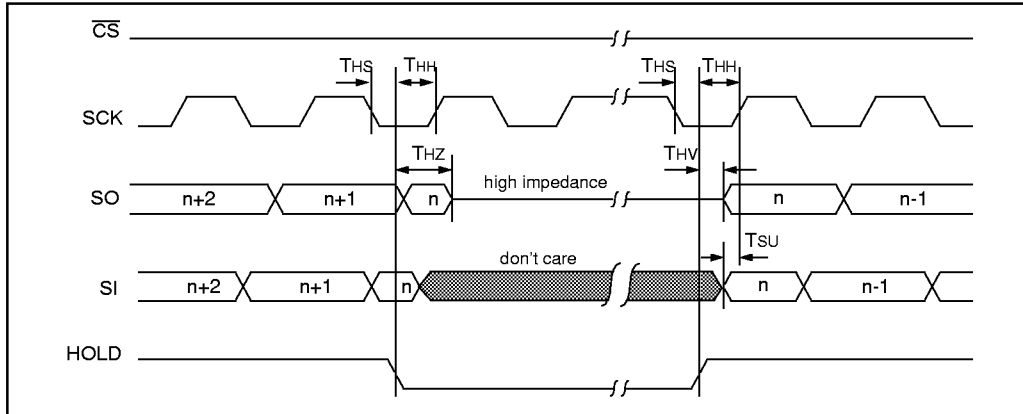 CS
THS THH THS THH
SCK
THZ THV
SO n+2 n+1 n high impedance n n-1
TSU
don't care
SI n+2 n+1 n n n-1
HOLD